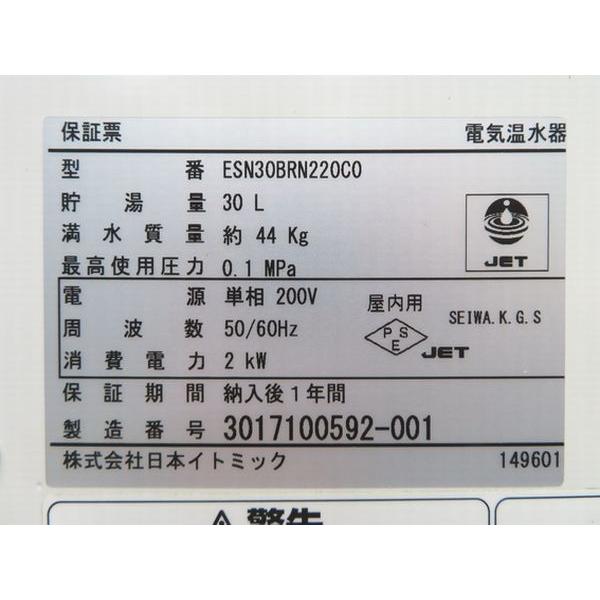 保証票 電気温水器
型番 ESN30BRN220C0
貯湯量 30 L
満水質量 約 44 Kg
最高使用圧力 0.1 MPa
JET
電源 単相 200V 屋内用
周波数 50/60Hz PSE JET SEIWA.K.G.S
消費電力 2 kW
保証期間 納入後1年間
製造番号 3017100592-001
株式会社日本イトミック 149601
警告